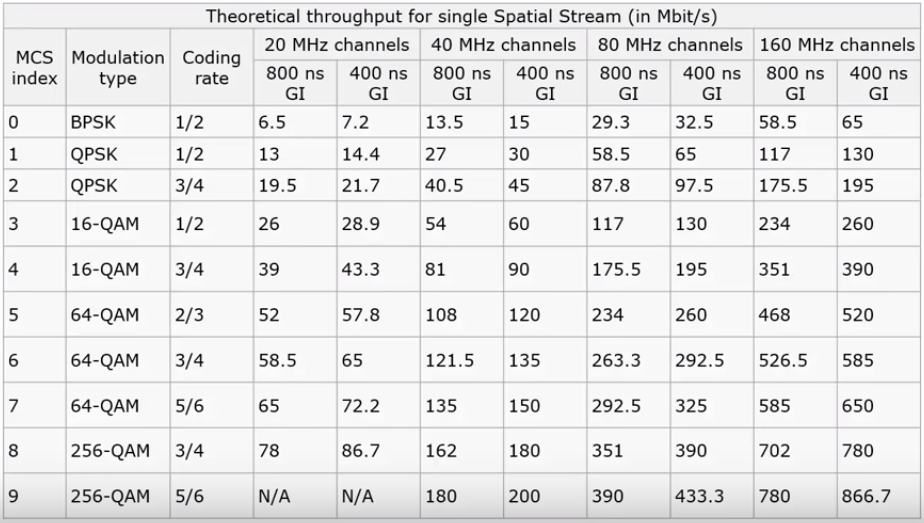 Theoretical throughput for single Spatial Stream (in Mbit/s)
MCS index Modulation type Coding rate 20 MHz channels 40 MHz channels 80 MHz channels 160 MHz channels
800 ns GI 400 ns GI 800 ns GI 400 ns GI 800 ns GI 400 ns GI 800 ns GI 400 ns GI
0 BPSK 1/2 6.5 7.2 13.5 15 29.3 32.5 58.5 65
1 QPSK 1/2 13 14.4 27 30 58.5 65 117 130
2 QPSK 3/4 19.5 21.7 40.5 45 87.8 97.5 175.5 195
3 16-QAM 1/2 26 28.9 54 60 117 130 234 260
4 16-QAM 3/4 39 43.3 81 90 175.5 195 351 390
5 64-QAM 2/3 52 57.8 108 120 234 260 468 520
6 64-QAM 3/4 58.5 65 121.5 135 263.3 292.5 526.5 585
7 64-QAM 5/6 65 72.2 135 150 292.5 325 585 650
8 256-QAM 3/4 78 86.7 162 180 351 390 702 780
9 256-QAM 5/6 N/A N/A 180 200 390 433.3 780 866.7